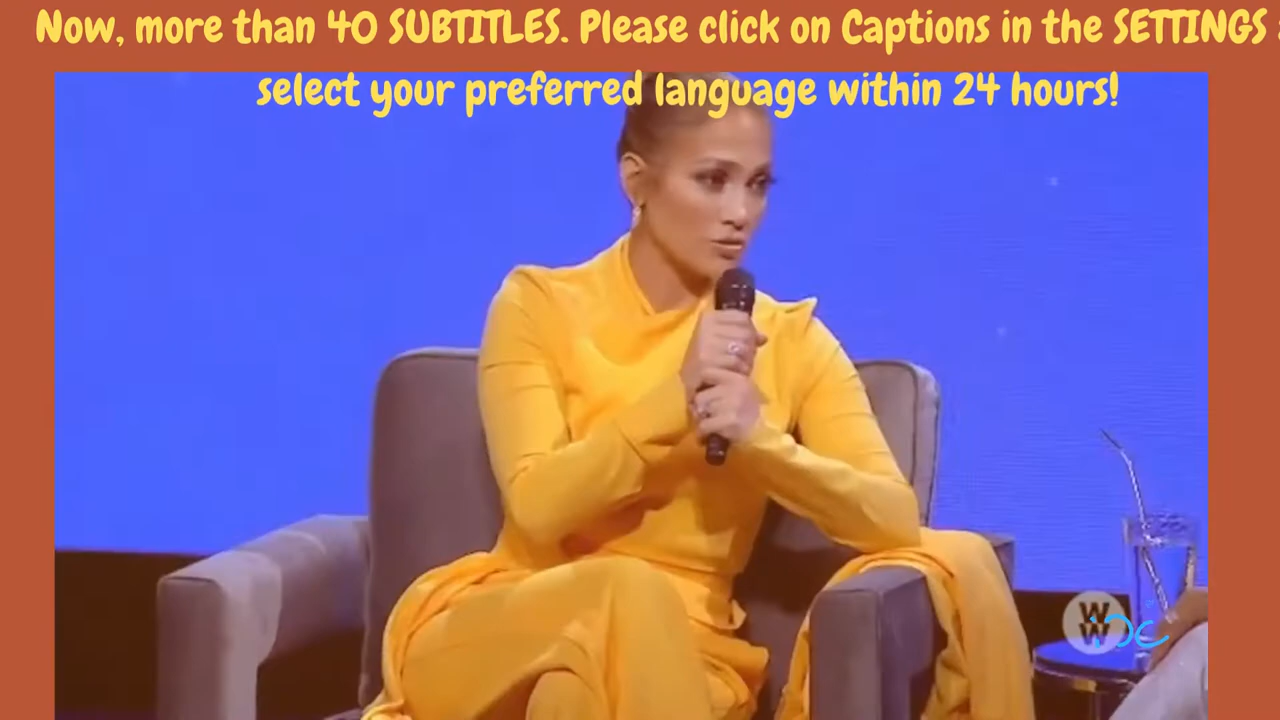 Now, more than 40 SUBTITLES. Please click on Captions in the SETTINGS
select your preferred language within 24 hours!
W
W